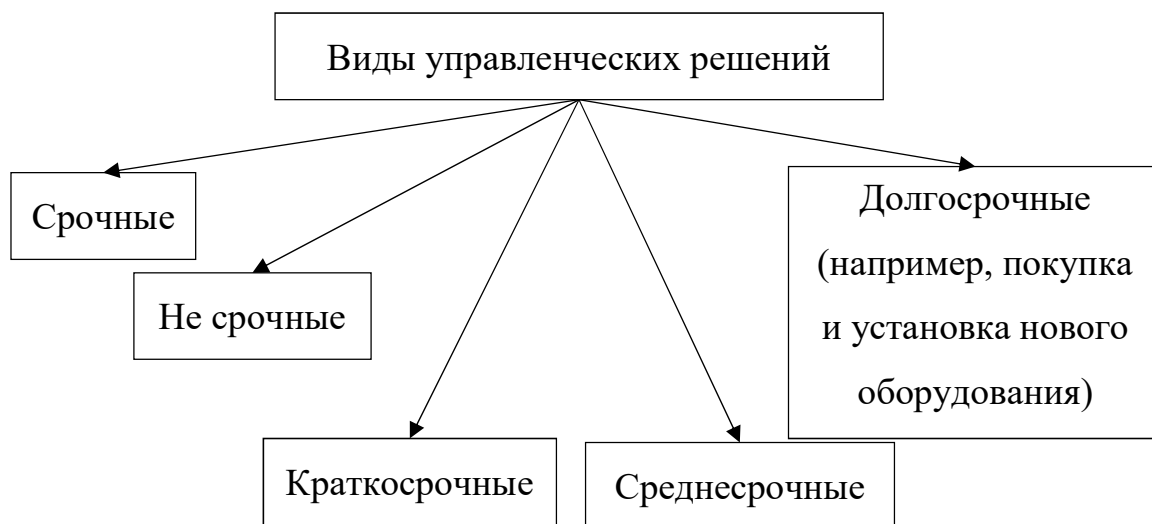 Виды управленческих решений
Срочные
Не срочные
Краткосрочные
Среднесрочные
Долгосрочные
(например, покупка
и установка нового
оборудования)